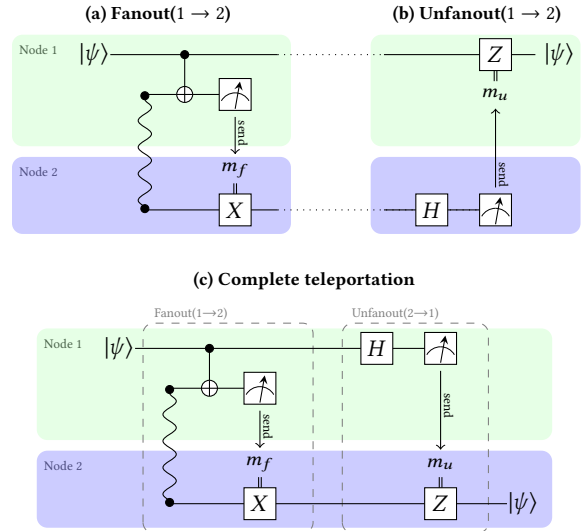 (a) Fanout(1 → 2)
(b) Unfanout(1 → 2)
Node 1
|ψ⟩
Z
|ψ⟩
m_u
send
m_f
send
Node 2
X
H
(c) Complete teleportation
Fanout(1→2)
Unfanout(2→1)
Node 1
|ψ⟩
H
send
send
m_f
m_u
Node 2
X
Z
|ψ⟩